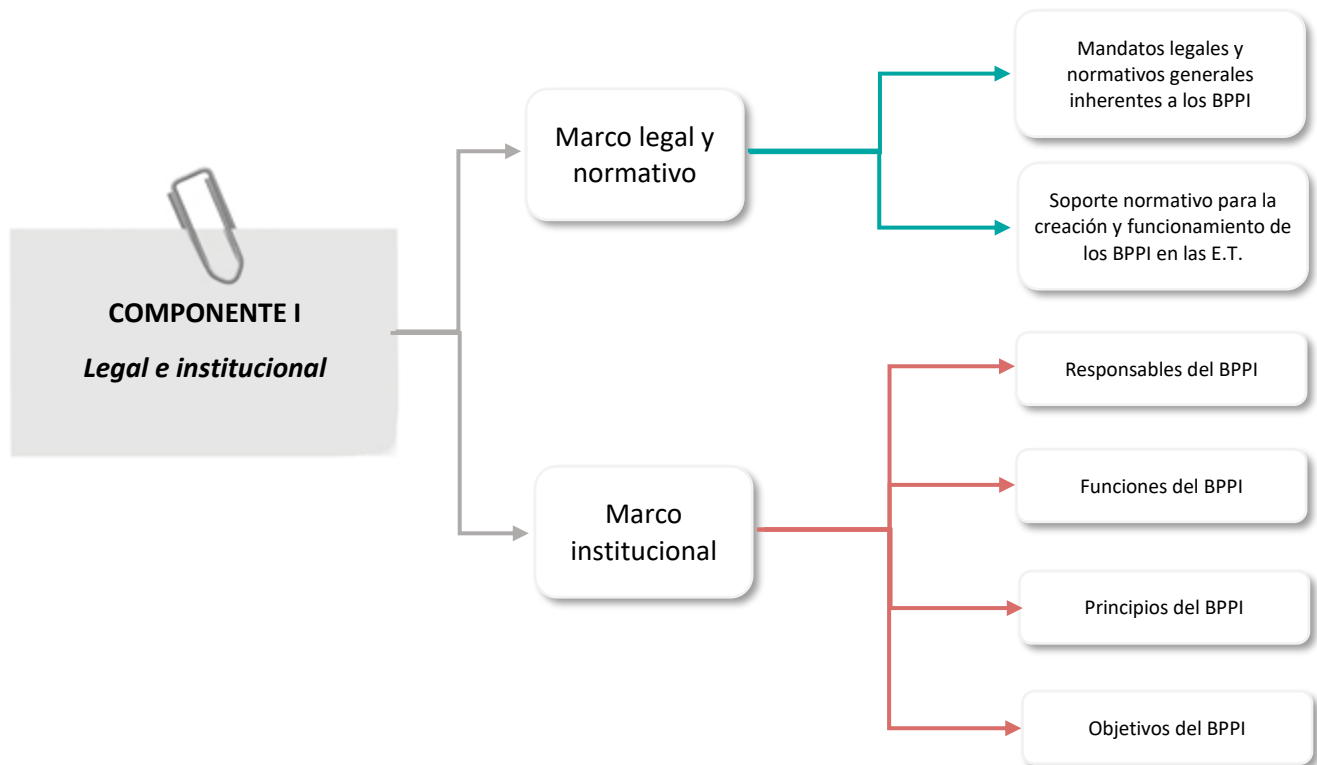 COMPONENTE I
Legal e institucional
Marco legal y
normativo
Mandatos legales y
normativos generales
inherentes a los BPPI
Soporte normativo para la
creación y funcionamiento de
los BPPI en las E.T.
Marco
institucional
Responsables del BPPI
Funciones del BPPI
Principios del BPPI
Objetivos del BPPI